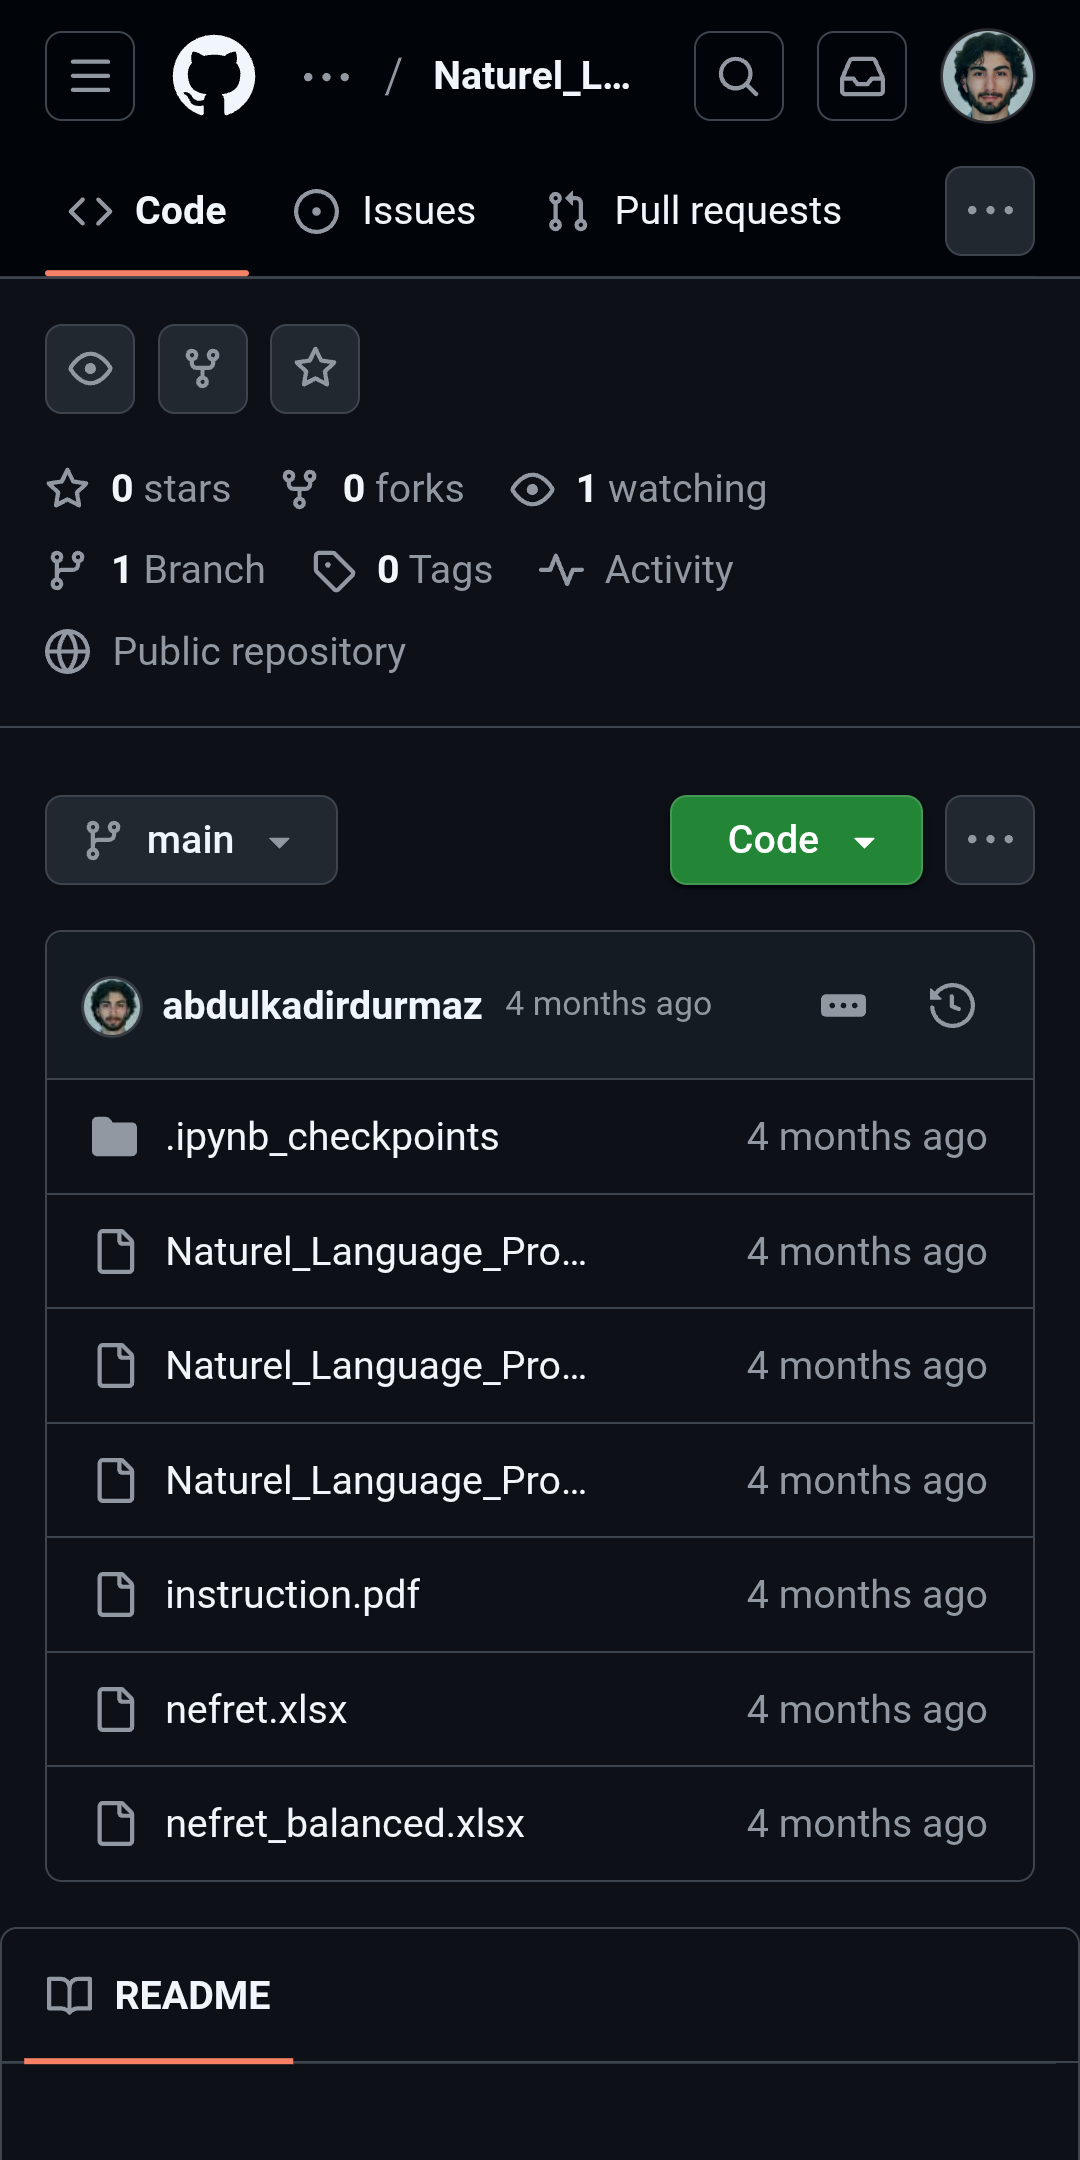 Naturel_L...
Code Issues Pull requests
0 stars 0 forks 1 watching
1 Branch 0 Tags Activity
Public repository
main Code
abdulkadirdurmaz 4 months ago
.ipynb_checkpoints 4 months ago
Naturel_Language_Pro... 4 months ago
Naturel_Language_Pro... 4 months ago
Naturel_Language_Pro... 4 months ago
instruction.pdf 4 months ago
nefret.xlsx 4 months ago
nefret_balanced.xlsx 4 months ago
README